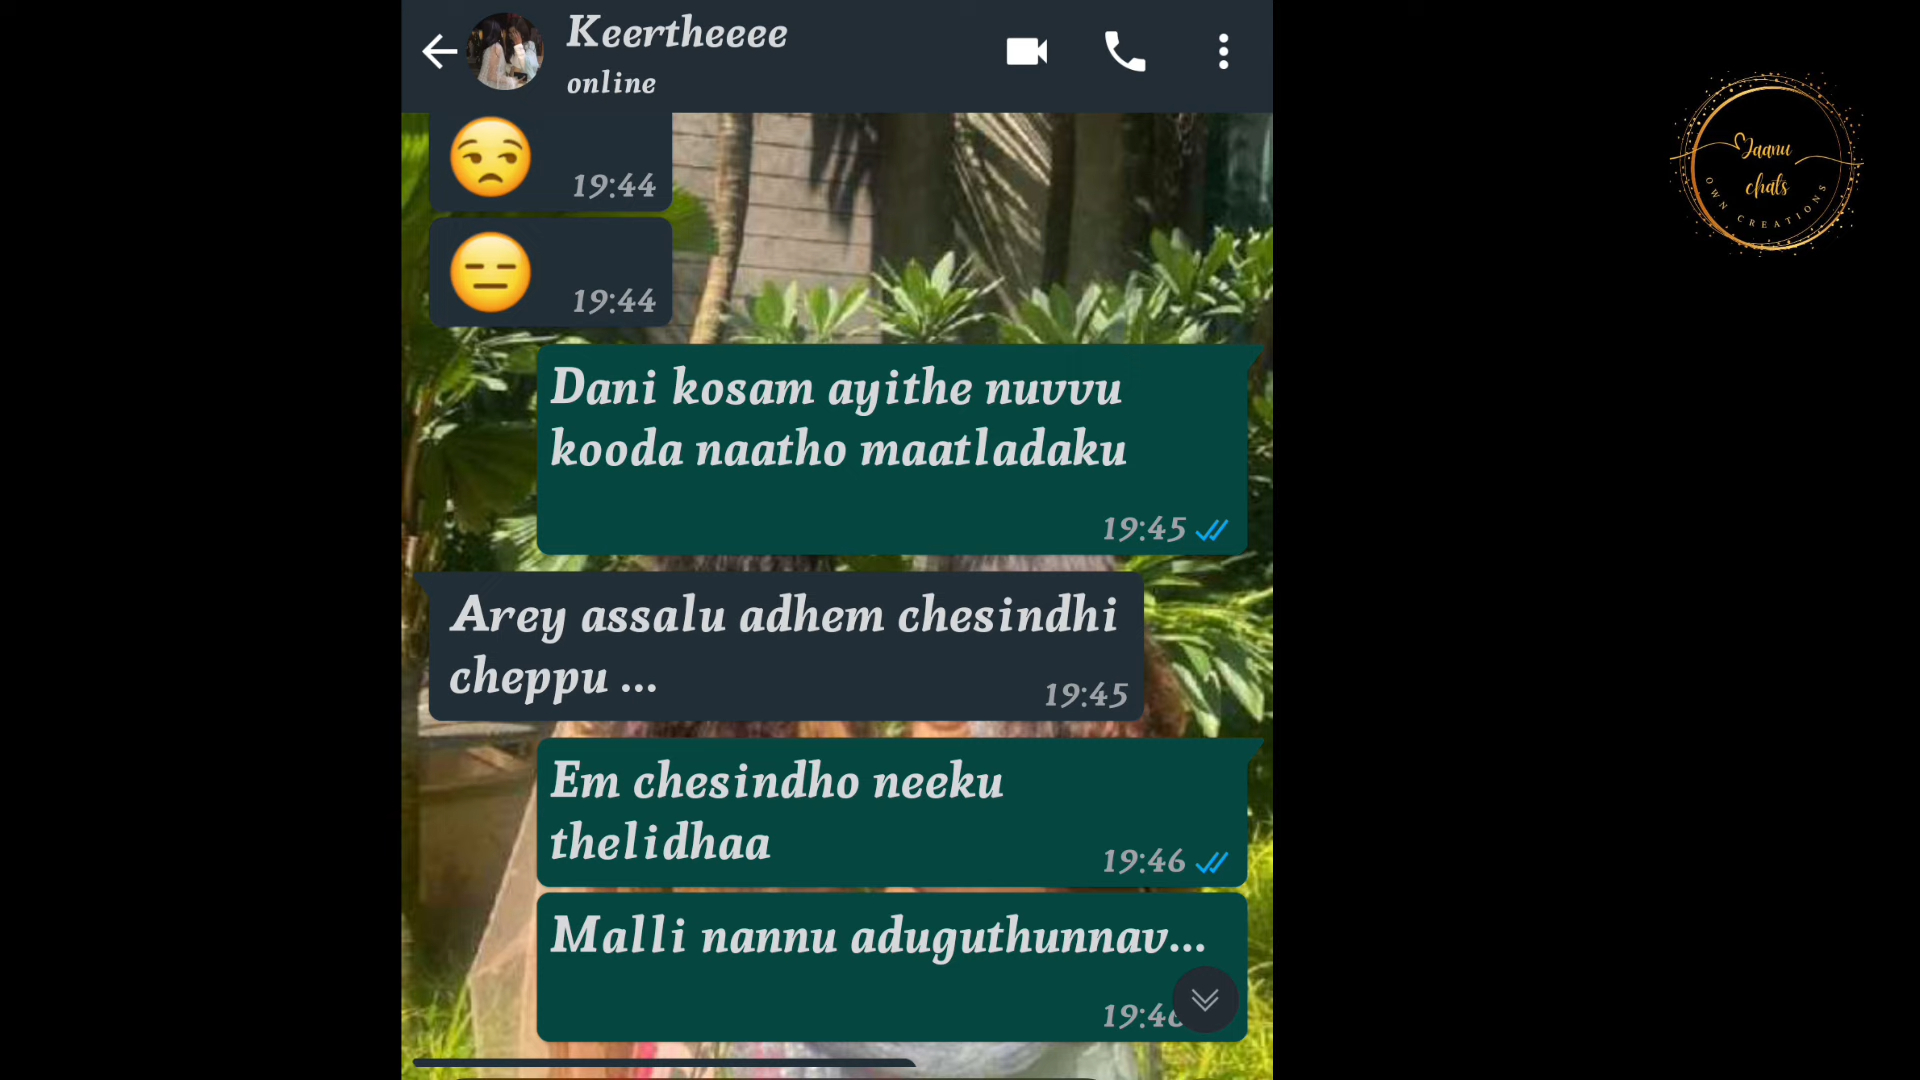 Keertheeee
online
19:44
19:44
Dani kosam ayithe nuvvu
kooda naatho maatladaku
19:45
Arey assalu adhem chesindhi
cheppu ...
19:45
Em chesindho neeku
thelidhaa
19:46
Malli nannu aduguthunnav...
19:46
Jaanu
chats
OWN CREATIONS